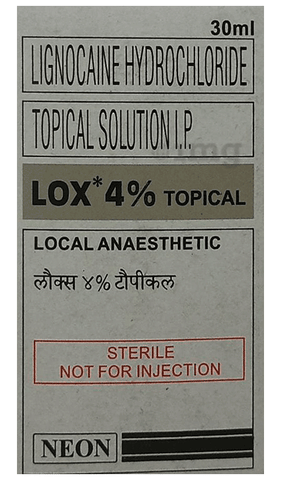 30ml
LIGNOCAINE HYDROCHLORIDE
TOPICAL SOLUTION I.P.
LOX*4% TOPICAL
LOCAL ANAESTHETIC
लौक्स ४% टौपीकल
STERILE
NOT FOR INJECTION
NEON